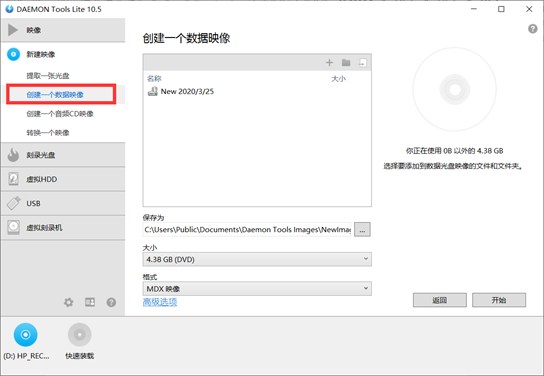 DAEMON Tools Lite 10.5
映像
新建映像
提取一张光盘
创建一个数据映像
创建一个音频CD映像
转换一个映像
刻录光盘
虚拟HDD
USB
虚拟刻录机
创建一个数据映像
名称 大小
New 2020/3/25
保存为
C:\Users\Public\Documents\Daemon Tools Images\NewImag
...
大小
4.38 GB (DVD)
格式
MDX 映像
高级选项
你正在使用 0B 以外的 4.38 GB
选择要添加到数据光盘映像的文件和文件夹。
返回
开始
(D:) HP_REC...
快速装载